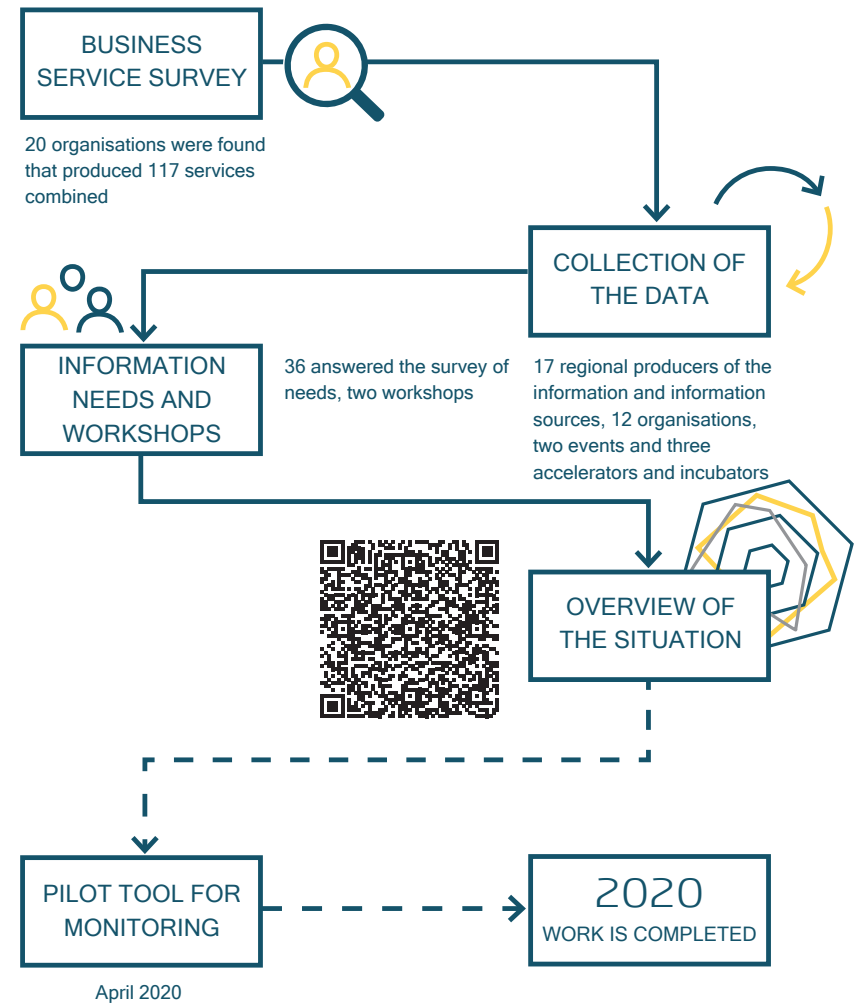 BUSINESS
SERVICE SURVEY
20 organisations were found
that produced 117 services
combined
COLLECTION OF
THE DATA
17 regional producers of the
information and information
sources, 12 organisations,
two events and three
accelerators and incubators
INFORMATION
NEEDS AND
WORKSHOPS
36 answered the survey of
needs, two workshops
OVERVIEW OF
THE SITUATION
PILOT TOOL FOR
MONITORING
April 2020
2020
WORK IS COMPLETED